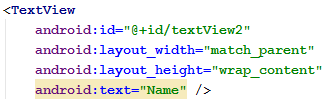 <TextView
android:id="@+id/textView2"
android:layout_width="match_parent"
android:layout_height="wrap_content"
android:text="Name" />